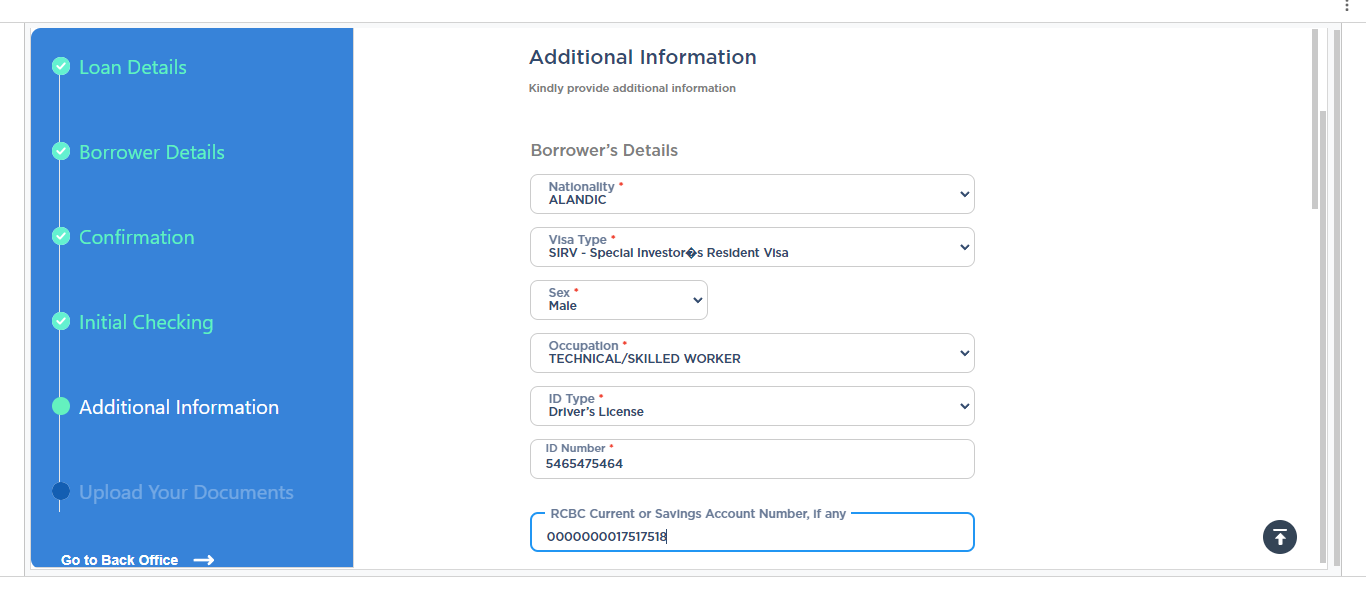 Loan Details
Borrower Details
Confirmation
Initial Checking
Additional Information
Upload Your Documents
Go to Back Office
Additional Information
Kindly provide additional information
Borrower's Details
Nationality *
ALANDIC
Visa Type *
SIRV - Special Investor�s Resident Visa
Sex *
Male
Occupation *
TECHNICAL/SKILLED WORKER
ID Type *
Driver's License
ID Number *
5465475464
RCBC Current or Savings Account Number, if any
0000000017517518